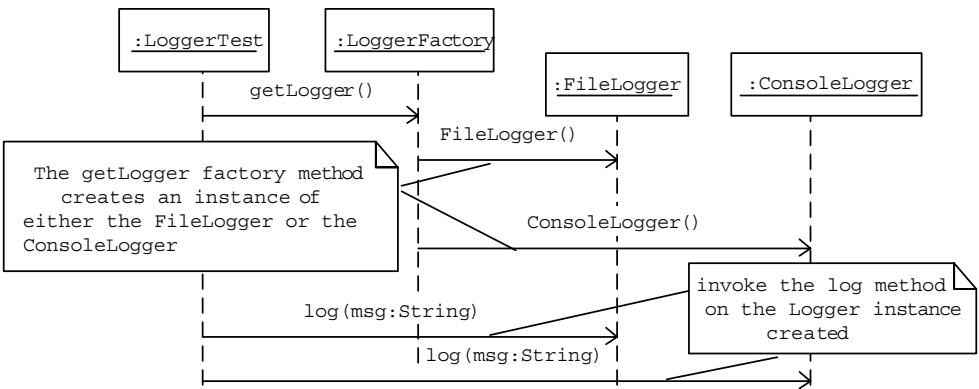 :LoggerTest
:LoggerFactory
:FileLogger
:ConsoleLogger
getLogger()
FileLogger()
The getLogger factory method
creates an instance of
either the FileLogger or the
ConsoleLogger
ConsoleLogger()
invoke the log method
on the Logger instance
created
log(msg:String)
log(msg:String)